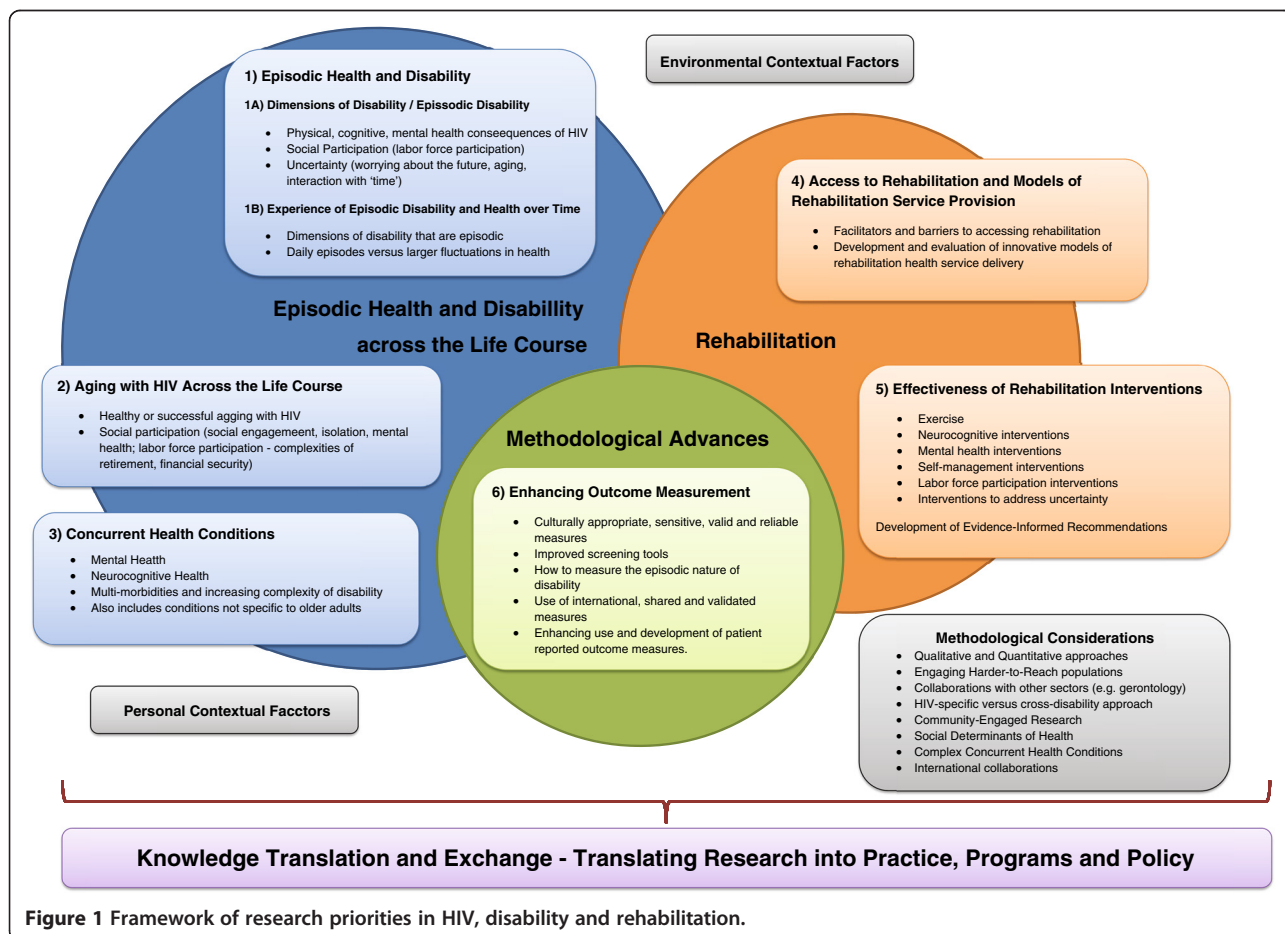 Environmental Contextual Factors
1) Episodic Health and Disability
1A) Dimensions of Disability / Epissodic Disability
• Physical, cognitive, mental health conseequences of HIV
• Social Participation (labor force participation)
• Uncertainty (worrying about the future, aging,
interaction with ‘time’)
1B) Experience of Episodic Disability and Health over Time
• Dimensions of disability that are episodic
• Daily episodes versus larger fluctuations in health
Episodic Health and Disabillity
across the Life Course
2) Aging with HIV Across the Life Course
• Healthy or successful agging with HIV
• Social participation (social engageement, isolation, mental
health; labor force participation - complexities of
retirement, financial security)
3) Concurrent Health Conditions
• Mental Heatth
• Neurocognitive Health
• Multi-morbidities and increasing complexity of disability
• Also includes conditions not specific to older adults
Personal Contextual Facctors
Rehabilitation
4) Access to Rehabilitation and Models of
Rehabilitation Service Provision
• Facilitators and barriers to accessing rehabilitation
• Development and evaluation of innovative models of
rehabilitation health service delivery
5) Effectiveness of Rehabilitation Interventions
• Exercise
• Neurocognitive interventions
• Mental health interventions
• Self-management interventions
• Labor force participation interventions
• Interventions to address uncertainty
Development of Evidence-Informed Recommendations
Methodological Advances
6) Enhancing Outcome Measurement
• Culturally appropriate, sensitive, valid and reliable
measures
• Improved screening tools
• How to measure the episodic nature of
disability
• Use of international, shared and validated
measures
• Enhancing use and development of patient
reported outcome measures.
Methodological Considerations
• Qualitative and Quantitative approaches
• Engaging Harder-to-Reach populations
• Collaborations with other sectors (e.g. gerontology)
• HIV-specific versus cross-disability approach
• Community-Engaged Research
• Social Determinants of Health
• Complex Concurrent Health Conditions
• International collaborations
Knowledge Translation and Exchange - Translating Research into Practice, Programs and Policy
Figure 1 Framework of research priorities in HIV, disability and rehabilitation.